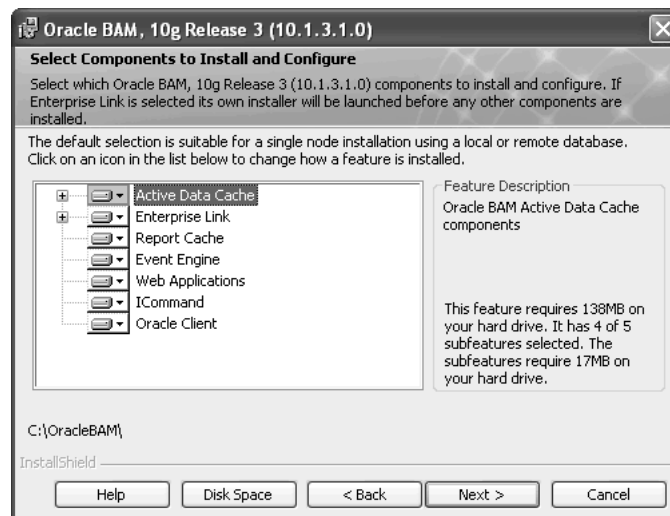 Oracle BAM, 10g Release 3 (10.1.3.1.0)
Select Components to Install and Configure
Select which Oracle BAM, 10g Release 3 (10.1.3.1.0) components to install and configure. If
Enterprise Link is selected its own installer will be launched before any other components are
installed.
The default selection is suitable for a single node installation using a local or remote database.
Click on an icon in the list below to change how a feature is installed.
Active Data Cache
Enterprise Link
Report Cache
Event Engine
Web Applications
ICommand
Oracle Client
Feature Description
Oracle BAM Active Data Cache
components
This feature requires 138MB on
your hard drive. It has 4 of 5
subfeatures selected. The
subfeatures require 17MB on
your hard drive.
C:\OracleBAM\
InstallShield
Help
Disk Space
< Back
Next >
Cancel